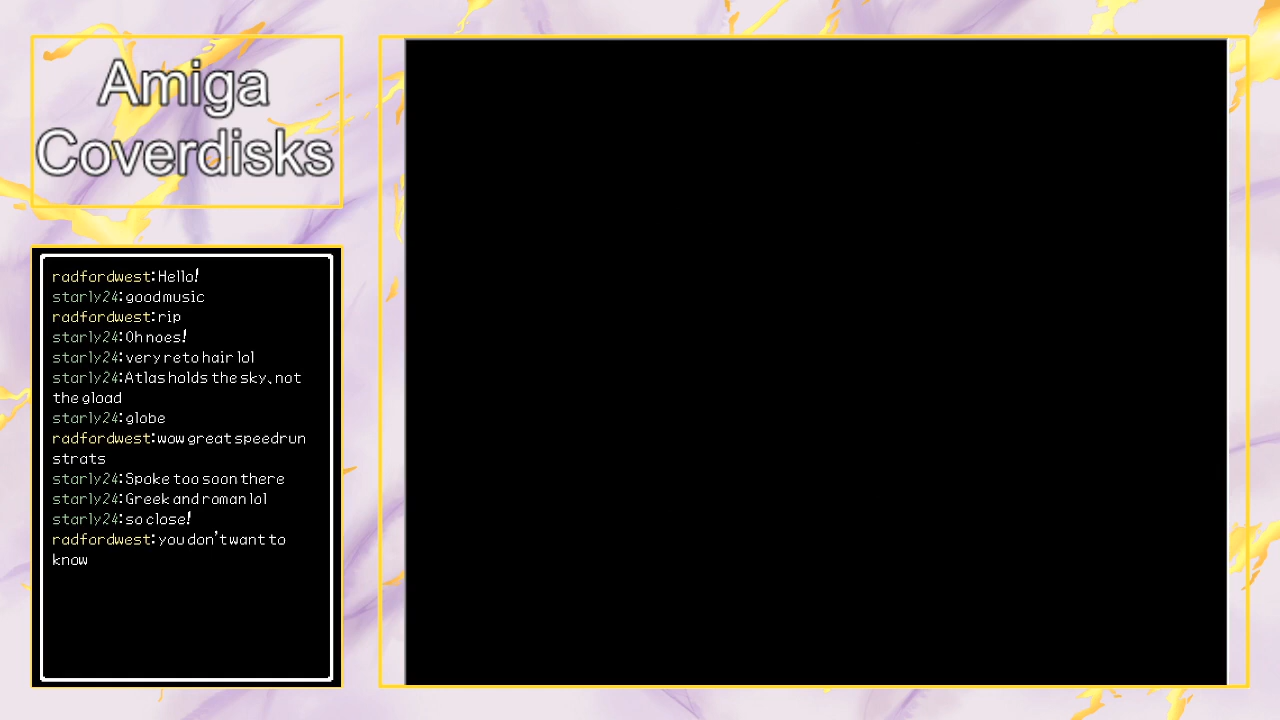 Amiga
Coverdisks
radfordwest: Hello!
starly24: good music
radfordwest: rip
starly24: Oh noes!
starly24: very reto hair lol
starly24: Atlas holds the sky, not
the gload
starly24: globe
radfordwest: wow great speedrun
strats
starly24: Spoke too soon there
starly24: Greek and roman lol
starly24: so close!
radfordwest: you don't want to
know